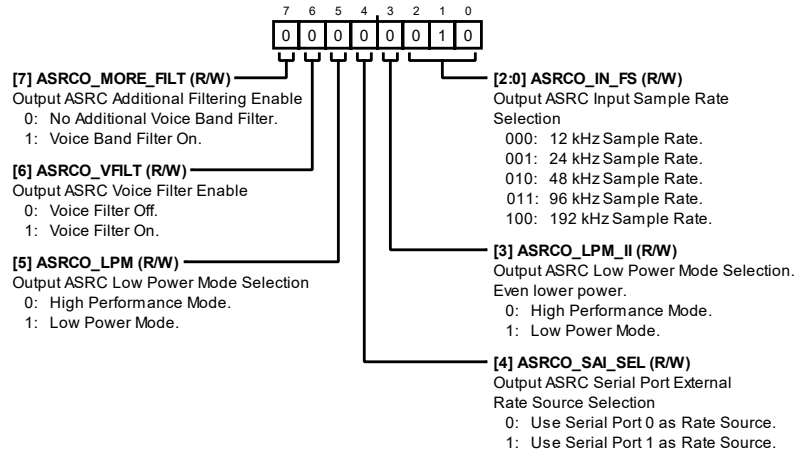 7 6 5 4 3 2 1 0
0 0 0 0 0 0 1 0
[7] ASRCO_MORE_FILT (R/W)
Output ASRC Additional Filtering Enable
0: No Additional Voice Band Filter.
1: Voice Band Filter On.
[6] ASRCO_VFILT (R/W)
Output ASRC Voice Filter Enable
0: Voice Filter Off.
1: Voice Filter On.
[5] ASRCO_LPM (R/W)
Output ASRC Low Power Mode Selection
0: High Performance Mode.
1: Low Power Mode.
[2:0] ASRCO_IN_FS (R/W)
Output ASRC Input Sample Rate
Selection
000: 12 kHz Sample Rate.
001: 24 kHz Sample Rate.
010: 48 kHz Sample Rate.
011: 96 kHz Sample Rate.
100: 192 kHz Sample Rate.
[3] ASRCO_LPM_II (R/W)
Output ASRC Low Power Mode Selection.
Even lower power.
0: High Performance Mode.
1: Low Power Mode.
[4] ASRCO_SAI_SEL (R/W)
Output ASRC Serial Port External
Rate Source Selection
0: Use Serial Port 0 as Rate Source.
1: Use Serial Port 1 as Rate Source.